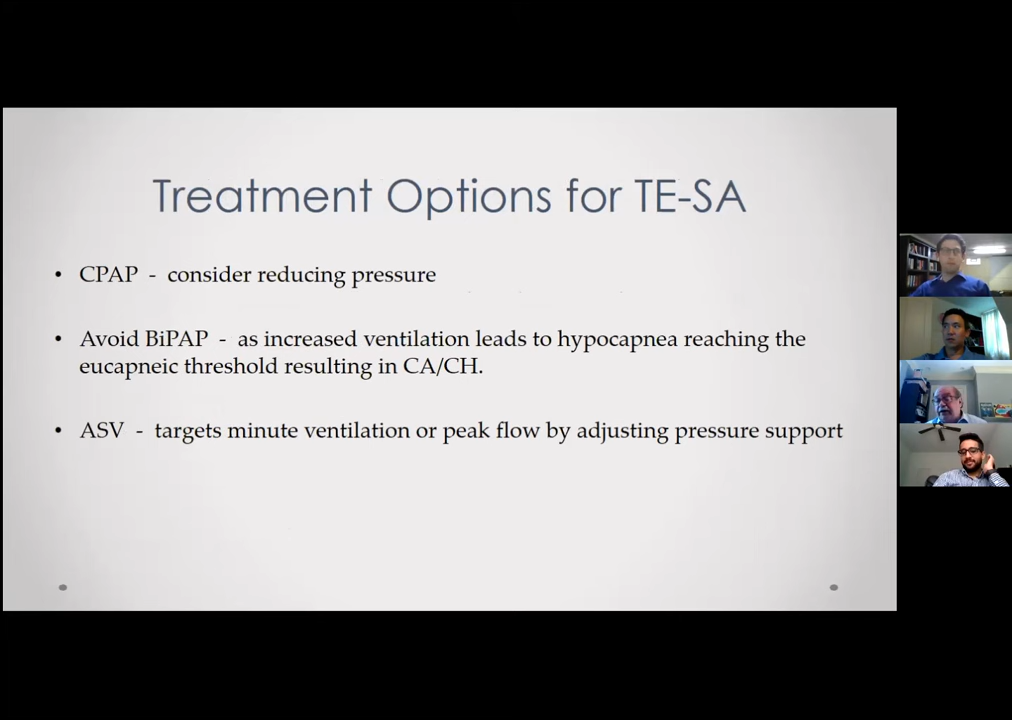 Treatment Options for TE-SA
• CPAP - consider reducing pressure
• Avoid BiPAP - as increased ventilation leads to hypocapnea reaching the
eucapneic threshold resulting in CA/CH.
• ASV - targets minute ventilation or peak flow by adjusting pressure support